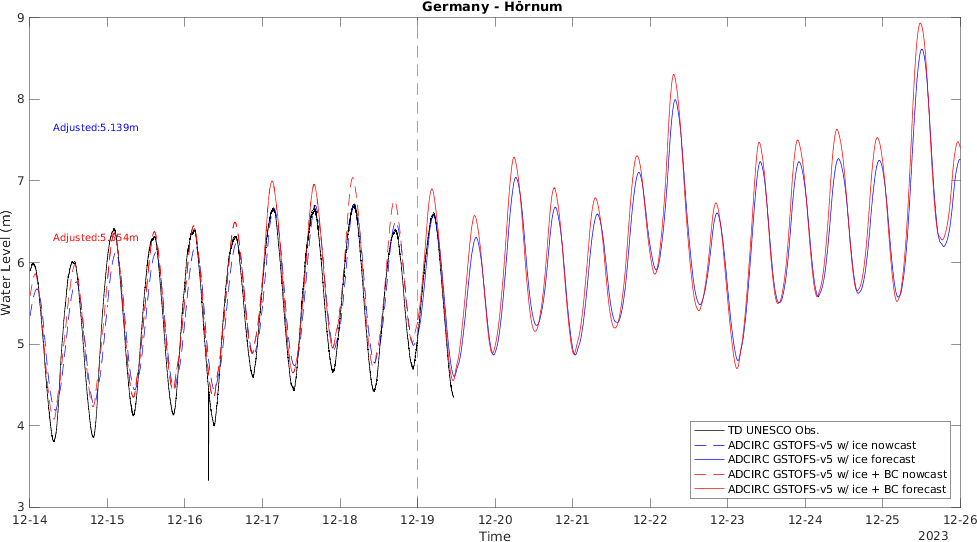 Germany - Hörnum
9
8
7
6
5
4
3
Water Level (m)
Adjusted:5.139m
Adjusted:5.154m
TD UNESCO Obs.
ADCIRC GSTOFS-v5 w/ ice nowcast
ADCIRC GSTOFS-v5 w/ ice forecast
ADCIRC GSTOFS-v5 w/ ice + BC nowcast
ADCIRC GSTOFS-v5 w/ ice + BC forecast
12-14 12-15 12-16 12-17 12-18 12-19 12-20 12-21 12-22 12-23 12-24 12-25 12-26
Time
2023